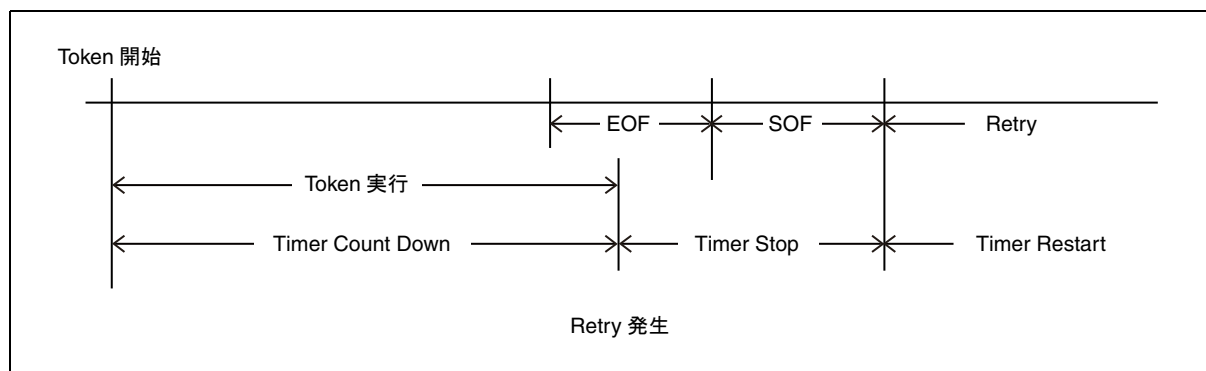 Token 開始
EOF SOF Retry
Token 実行
Timer Count Down Timer Stop Timer Restart
Retry 発生